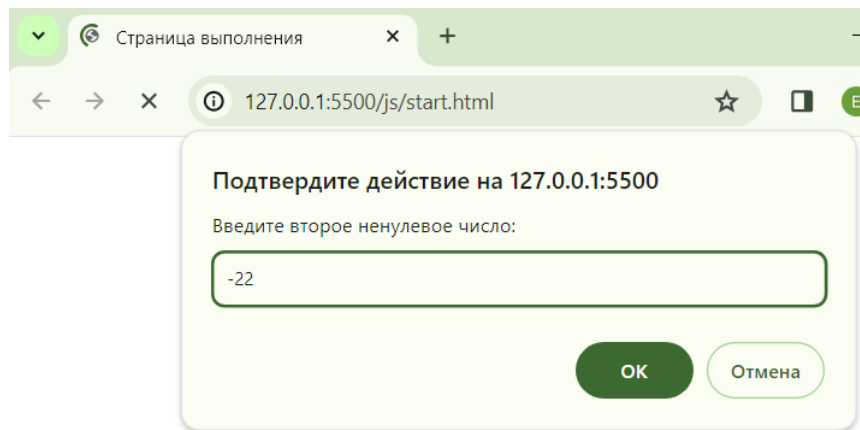 Страница выполнения
127.0.0.1:5500/js/start.html
E
Подтвердите действие на 127.0.0.1:5500
Введите второе ненулевое число:
-22
ОК
Отмена